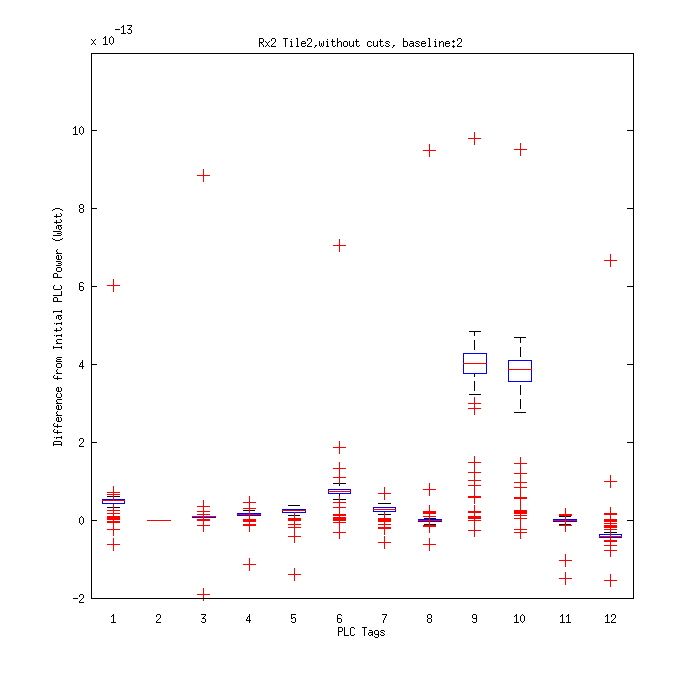 x 10^-13
Rx2 Tile2,without cuts, baseline:2
Difference from Initial PLC Power (Watt)
10
8
6
4
2
0
-2
1 2 3 4 5 6 7 8 9 10 11 12
PLC Tags